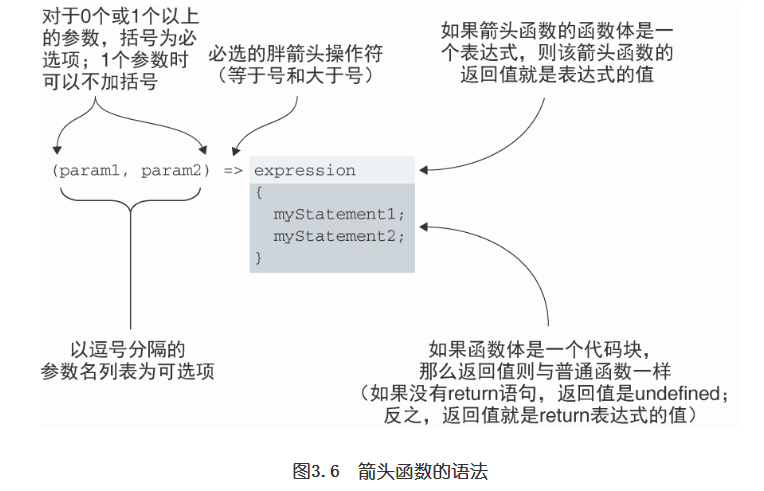 对于0个或1个以上
的参数，括号为必
选项；1个参数时
可以不加括号
必选的胖箭头操作符
（等于号和大于号）
如果箭头函数的函数体是一
个表达式，则该箭头函数的
返回值就是表达式的值
(param1, param2) => expression
{
myStatement1;
myStatement2;
}
以逗号分隔的
参数名列表为可选项
如果函数体是一个代码块，
那么返回值则与普通函数一样
（如果没有return语句，返回值是undefined；
反之，返回值就是return表达式的值）
图3.6 箭头函数的语法